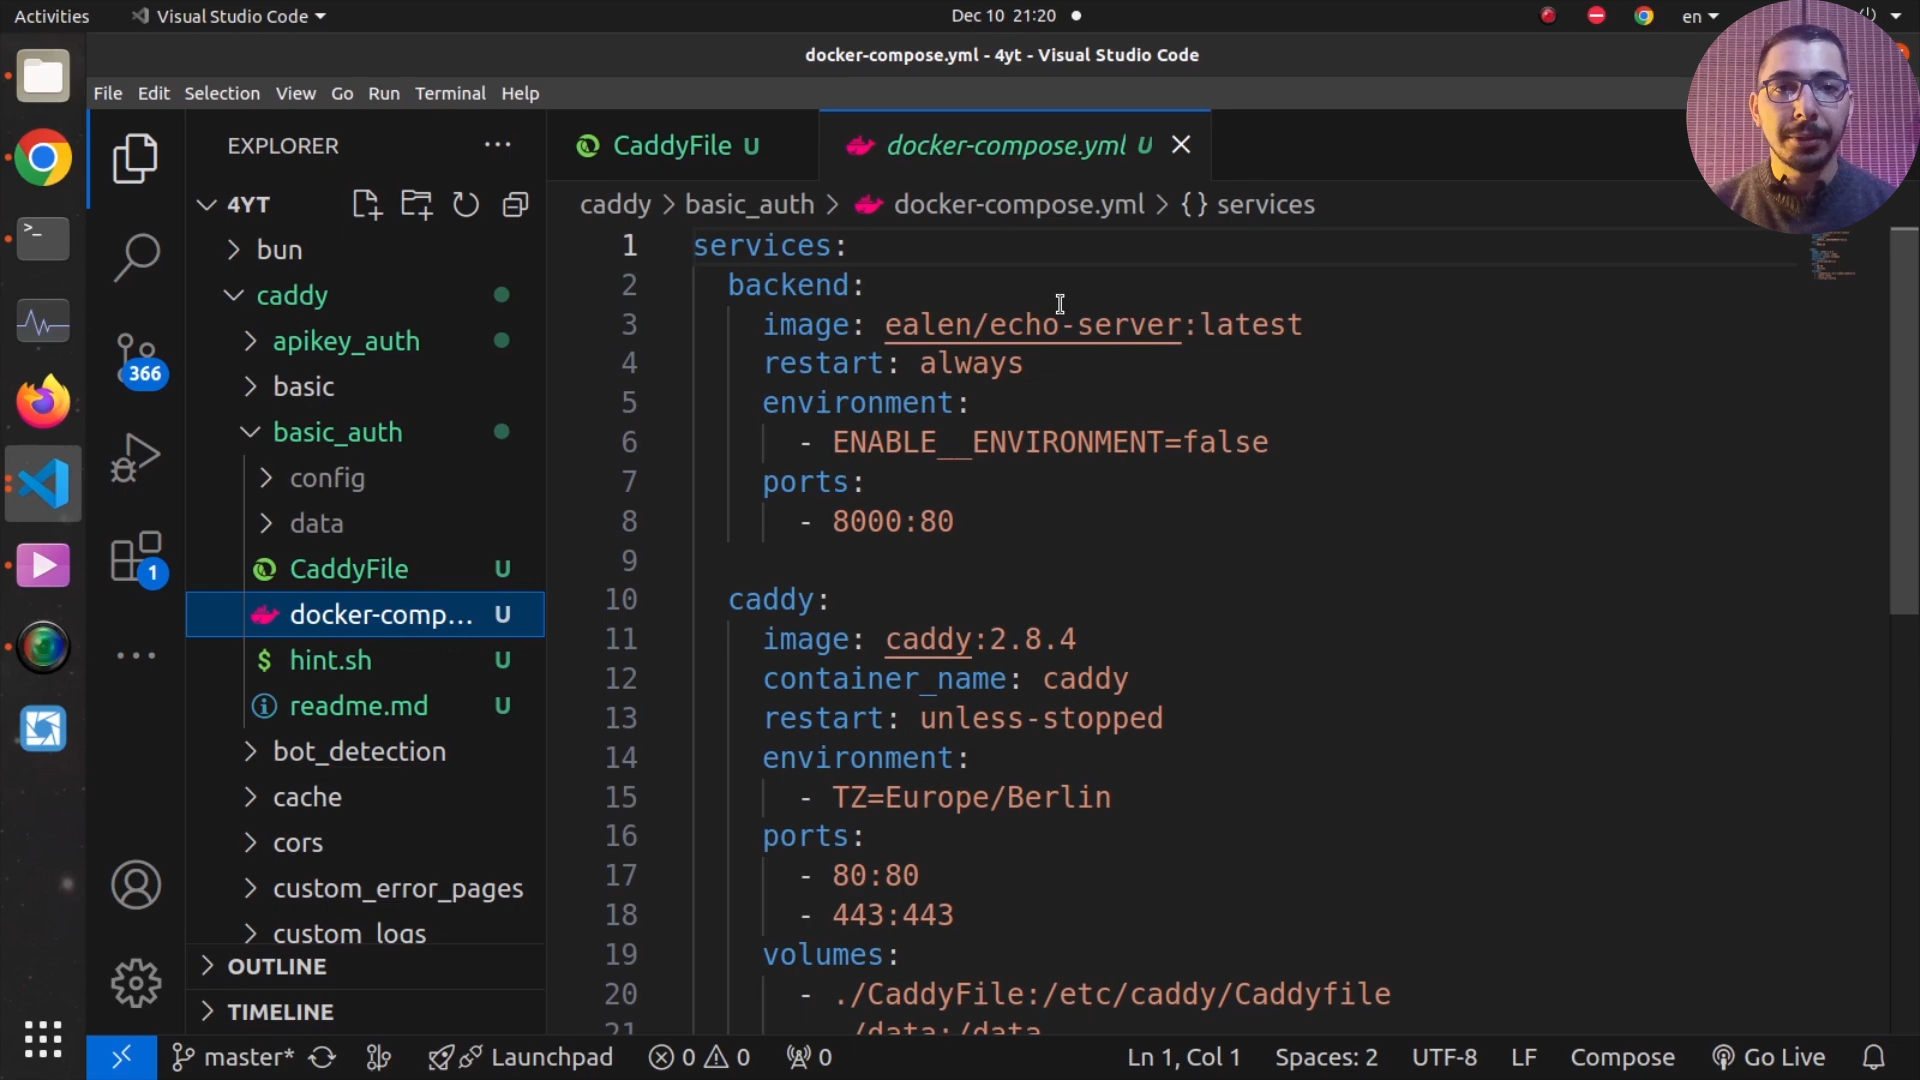 Activities
Visual Studio Code
Dec 10 21:20
en
docker-compose.yml - 4yt - Visual Studio Code
File Edit Selection View Go Run Terminal Help
EXPLORER
CaddyFile U
docker-compose.yml U
4YT
caddy > basic_auth > docker-compose.yml > {} services
bun
caddy
apikey_auth
basic
basic_auth
config
data
CaddyFile U
docker-comp... U
hint.sh U
readme.md U
bot_detection
cache
cors
custom_error_pages
custom_logs
OUTLINE
TIMELINE
366
1
1 services:
2 backend:
3 image: ealen/echo-server:latest
4 restart: always
5 environment:
6 - ENABLE__ENVIRONMENT=false
7 ports:
8 - 8000:80
9
10 caddy:
11 image: caddy:2.8.4
12 container_name: caddy
13 restart: unless-stopped
14 environment:
15 - TZ=Europe/Berlin
16 ports:
17 - 80:80
18 - 443:443
19 volumes:
20 - ./CaddyFile:/etc/caddy/Caddyfile
21 - ./data:/data
master* Launchpad 0 0 0 Ln 1, Col 1 Spaces: 2 UTF-8 LF Compose Go Live